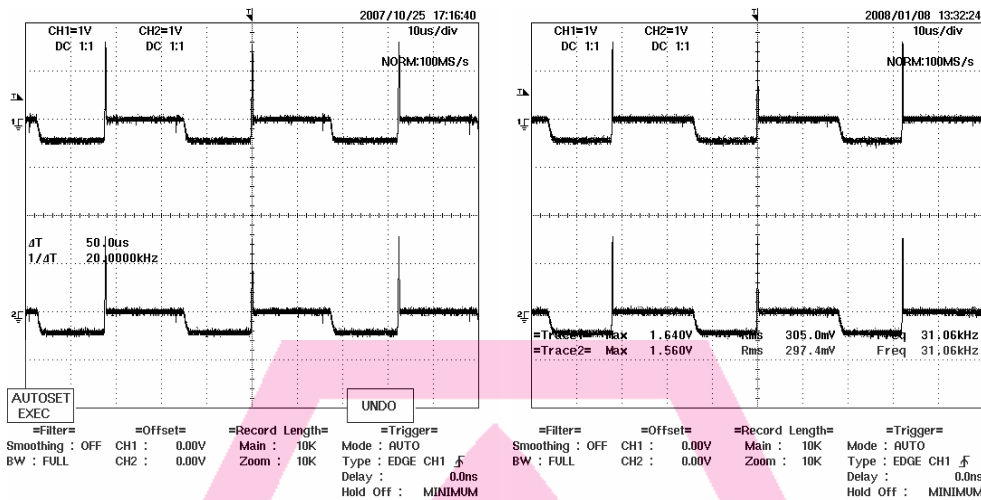 2007/10/25 17:16:40
CH1=1V CH2=1V 10us/div
DC 1:1 DC 1:1
NORM:100MS/s
T
1
⊿T 50.0us
1/⊿T 20.0000kHz
2
AUTOSET
EXEC
UNDO
=Filter= =Offset= =Record Length= =Trigger=
Smoothing : OFF CH1 : 0.00V Main : 10K Mode : AUTO
BW : FULL CH2 : 0.00V Zoom : 10K Type : EDGE CH1
Delay : 0.0ns
Hold Off : MINIMUM
2008/01/08 13:32:24
CH1=1V CH2=1V 10us/div
DC 1:1 DC 1:1
NORM:100MS/s
T
1
2
=Trace1= Max 1.640V Rms 305.0mV Freq 31.06kHz
=Trace2= Max 1.560V Rms 297.4mV Freq 31.06kHz
=Filter= =Offset= =Record Length= =Trigger=
Smoothing : OFF CH1 : 0.00V Main : 10K Mode : AUTO
BW : FULL CH2 : 0.00V Zoom : 10K Type : EDGE CH1
Delay : 0.0ns
Hold Off : MINIMUM